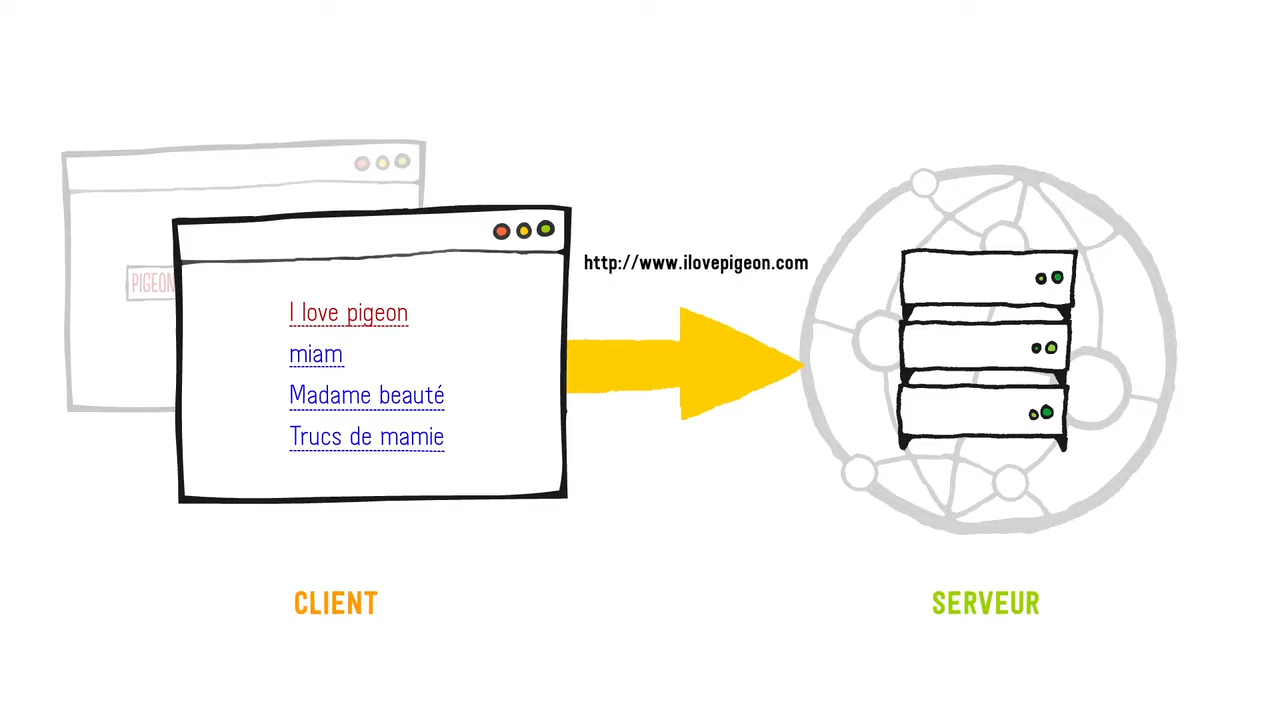 PIGEON
I love pigeon
miam
Madame beauté
Trucs de mamie
http://www.ilovepigeon.com
CLIENT
SERVEUR